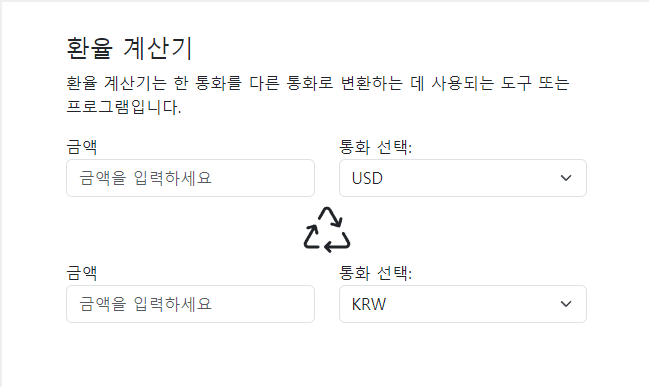 환율 계산기
환율 계산기는 한 통화를 다른 통화로 변환하는 데 사용되는 도구 또는
프로그램입니다.
금액
통화 선택:
금액을 입력하세요
USD
금액
통화 선택:
금액을 입력하세요
KRW